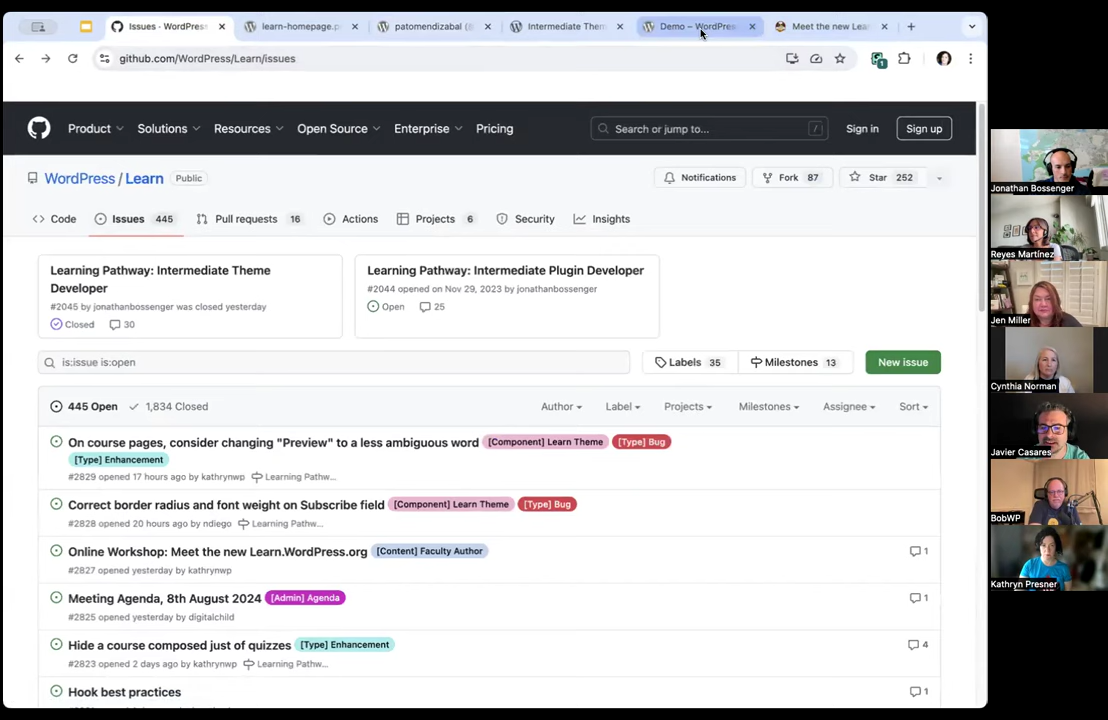 Issues · WordPress
learn-homepage.p
patomendizabal (
Intermediate Them
Demo – WordPress
Meet the new Lea
github.com/WordPress/Learn/issues
1
Product
Solutions
Resources
Open Source
Enterprise
Pricing
Search or jump to...
/
Sign in
Sign up
WordPress / Learn
Public
Notifications
Fork 87
Star 252
Code
Issues 445
Pull requests 16
Actions
Projects 6
Security
Insights
Learning Pathway: Intermediate Theme
Developer
#2045 by jonathanbossenger was closed yesterday
Closed 30
Learning Pathway: Intermediate Plugin Developer
#2044 opened on Nov 29, 2023 by jonathanbossenger
Open 25
is:issue is:open
Labels 35
Milestones 13
New issue
445 Open 1,834 Closed
Author
Label
Projects
Milestones
Assignee
Sort
On course pages, consider changing "Preview" to a less ambiguous word [Component] Learn Theme [Type] Bug
[Type] Enhancement
#2829 opened 17 hours ago by kathrynwp Learning Pathw...
Correct border radius and font weight on Subscribe field [Component] Learn Theme [Type] Bug
#2828 opened 20 hours ago by ndiego Learning Pathw...
Online Workshop: Meet the new Learn.WordPress.org [Content] Faculty Author 1
#2827 opened yesterday by kathrynwp
Meeting Agenda, 8th August 2024 [Admin] Agenda 1
#2825 opened yesterday by digitalchild
Hide a course composed just of quizzes [Type] Enhancement 4
#2823 opened 2 days ago by kathrynwp Learning Pathw...
Hook best practices 1
Jonathan Bossenger
Reyes Martínez
Jen Miller
Cynthia Norman
Javier Casares
BobWP
Kathryn Presner